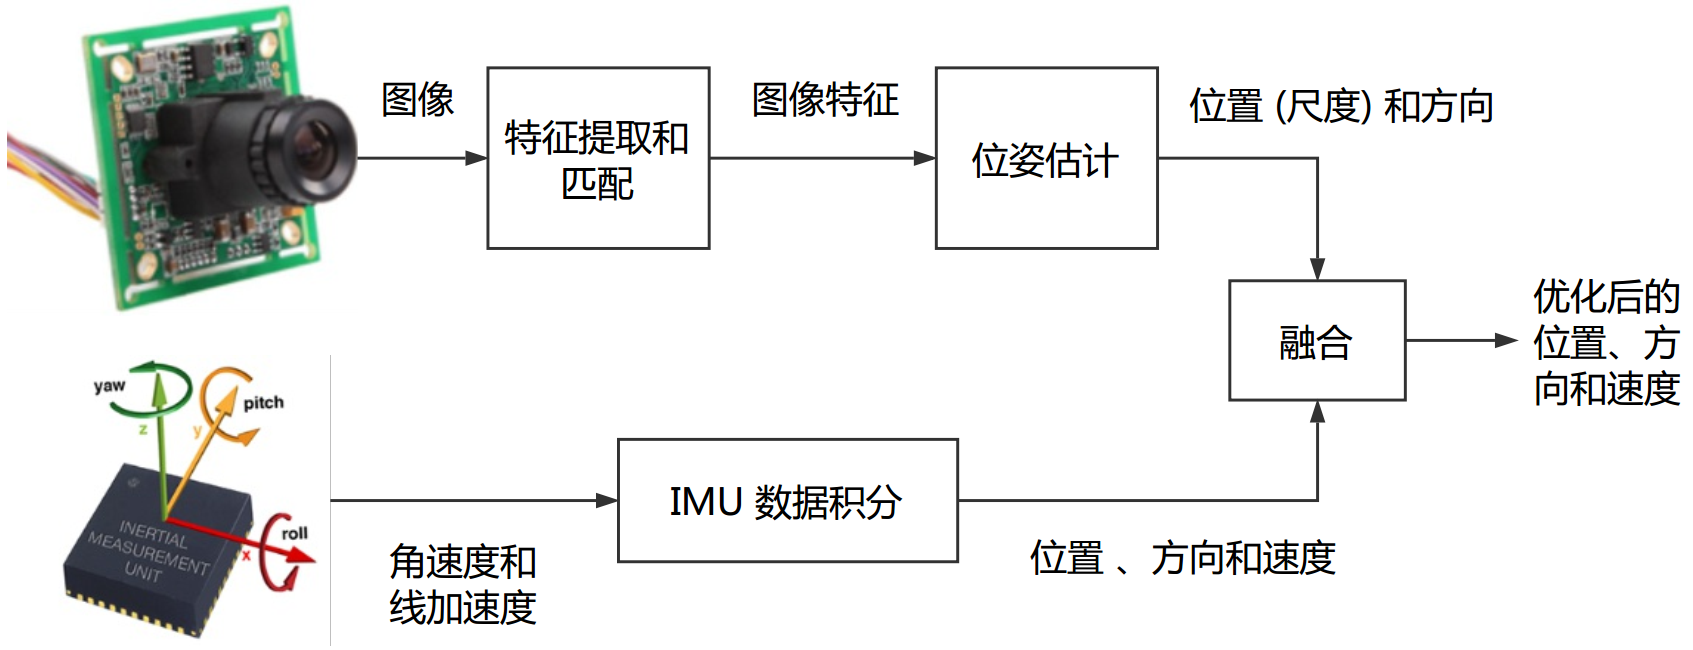 图像
特征提取和
匹配
图像特征
位姿估计
位置 (尺度) 和方向
融合
优化后的
位置、方
向和速度
yaw
pitch
z
y
roll
x
INERTIAL
MEASUREMENT
UNIT
角速度和
线加速度
IMU 数据积分
位置 、方向和速度